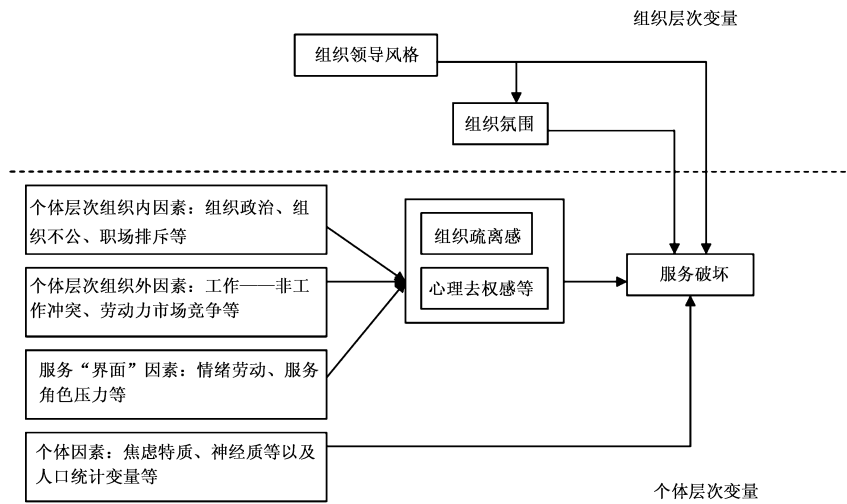 组织层次变量
组织领导风格
组织氛围
个体层次组织内因素：组织政治、组
织不公、职场排斥等
组织疏离感
服务破坏
个体层次组织外因素：工作——非工
作冲突、劳动力市场竞争等
心理去权感等
服务“界面”因素：情绪劳动、服务
角色压力等
个体因素：焦虑特质、神经质等以及
人口统计变量等
个体层次变量